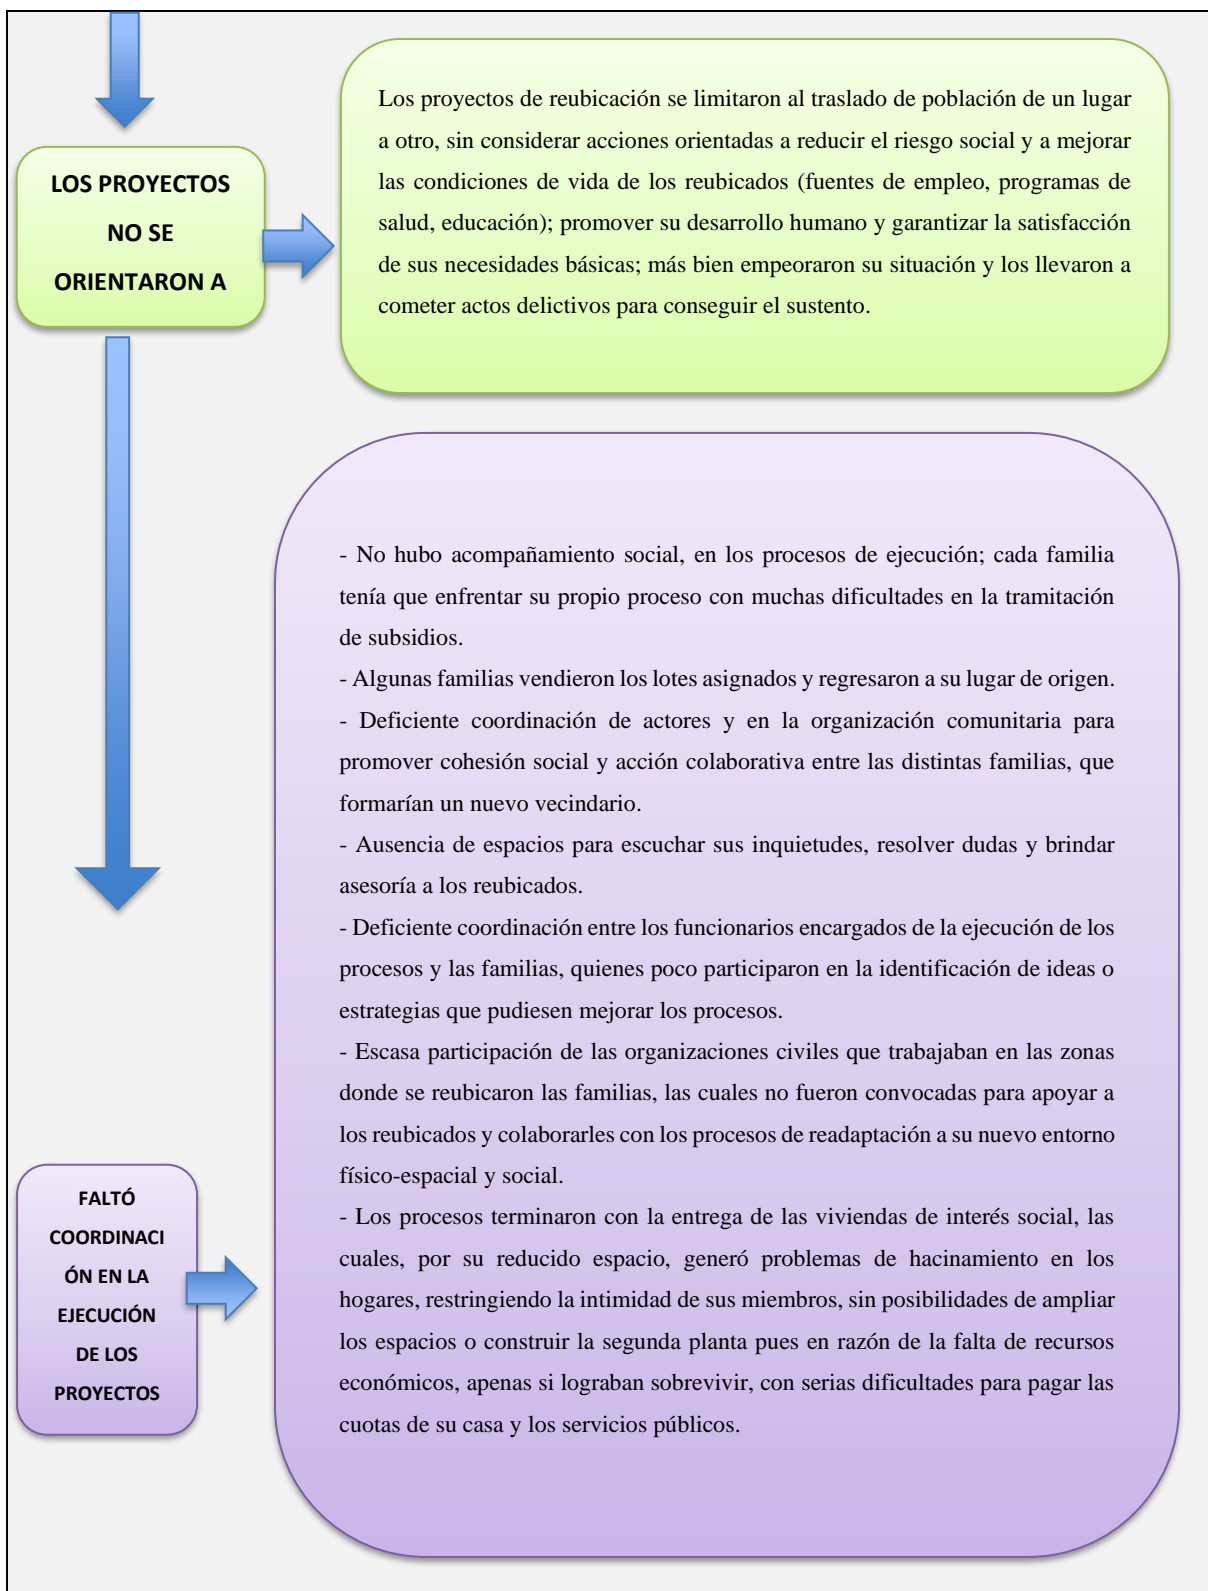 LOS PROYECTOS
NO SE
ORIENTARON A
Los proyectos de reubicación se limitaron al traslado de población de un lugar
a otro, sin considerar acciones orientadas a reducir el riesgo social y a mejorar
las condiciones de vida de los reubicados (fuentes de empleo, programas de
salud, educación); promover su desarrollo humano y garantizar la satisfacción
de sus necesidades básicas; más bien empeoraron su situación y los llevaron a
cometer actos delictivos para conseguir el sustento.
FALTÓ
COORDINACI
ÓN EN LA
EJECUCIÓN
DE LOS
PROYECTOS
- No hubo acompañamiento social, en los procesos de ejecución; cada familia
tenía que enfrentar su propio proceso con muchas dificultades en la tramitación
de subsidios.
- Algunas familias vendieron los lotes asignados y regresaron a su lugar de origen.
- Deficiente coordinación de actores y en la organización comunitaria para
promover cohesión social y acción colaborativa entre las distintas familias, que
formarían un nuevo vecindario.
- Ausencia de espacios para escuchar sus inquietudes, resolver dudas y brindar
asesoría a los reubicados.
- Deficiente coordinación entre los funcionarios encargados de la ejecución de los
procesos y las familias, quienes poco participaron en la identificación de ideas o
estrategias que pudiesen mejorar los procesos.
- Escasa participación de las organizaciones civiles que trabajaban en las zonas
donde se reubicaron las familias, las cuales no fueron convocadas para apoyar a
los reubicados y colaborarles con los procesos de readaptación a su nuevo entorno
físico-espacial y social.
- Los procesos terminaron con la entrega de las viviendas de interés social, las
cuales, por su reducido espacio, generó problemas de hacinamiento en los
hogares, restringiendo la intimidad de sus miembros, sin posibilidades de ampliar
los espacios o construir la segunda planta pues en razón de la falta de recursos
económicos, apenas si lograban sobrevivir, con serias dificultades para pagar las
cuotas de su casa y los servicios públicos.